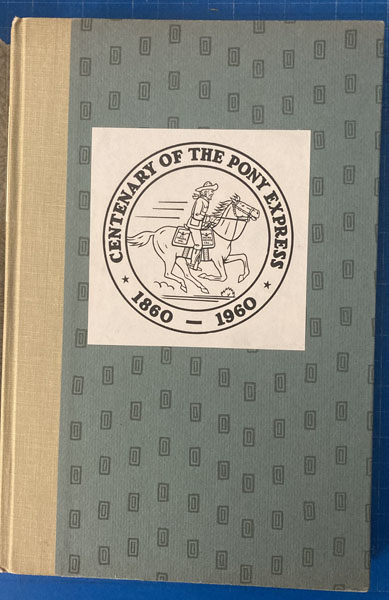 CENTENARY OF THE PONY EXPRESS
★ 1860 — 1960 ★